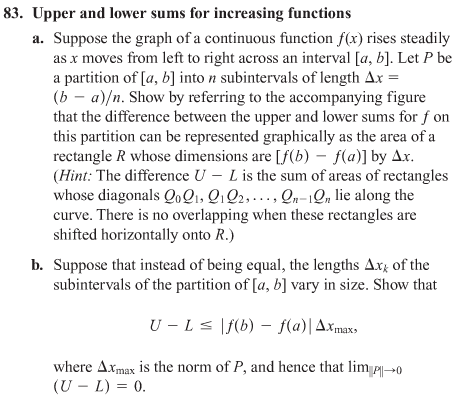 83. Upper and lower sums for increasing functions
a. Suppose the graph of a continuous function f(x) rises steadily
as x moves from left to right across an interval [a, b]. Let P be
a partition of [a, b] into n subintervals of length Δx =
(b − a)/n. Show by referring to the accompanying figure
that the difference between the upper and lower sums for f on
this partition can be represented graphically as the area of a
rectangle R whose dimensions are [f(b) − f(a)] by Δx.
(Hint: The difference U − L is the sum of areas of rectangles
whose diagonals Q₀Q₁, Q₁Q₂, . . . , Qₙ₋₁Qₙ lie along the
curve. There is no overlapping when these rectangles are
shifted horizontally onto R.)
b. Suppose that instead of being equal, the lengths Δxₖ of the
subintervals of the partition of [a, b] vary in size. Show that
U − L ≤ |f(b) − f(a)| Δxmax,
where Δxmax is the norm of P, and hence that lim‖P‖→0
(U − L) = 0.